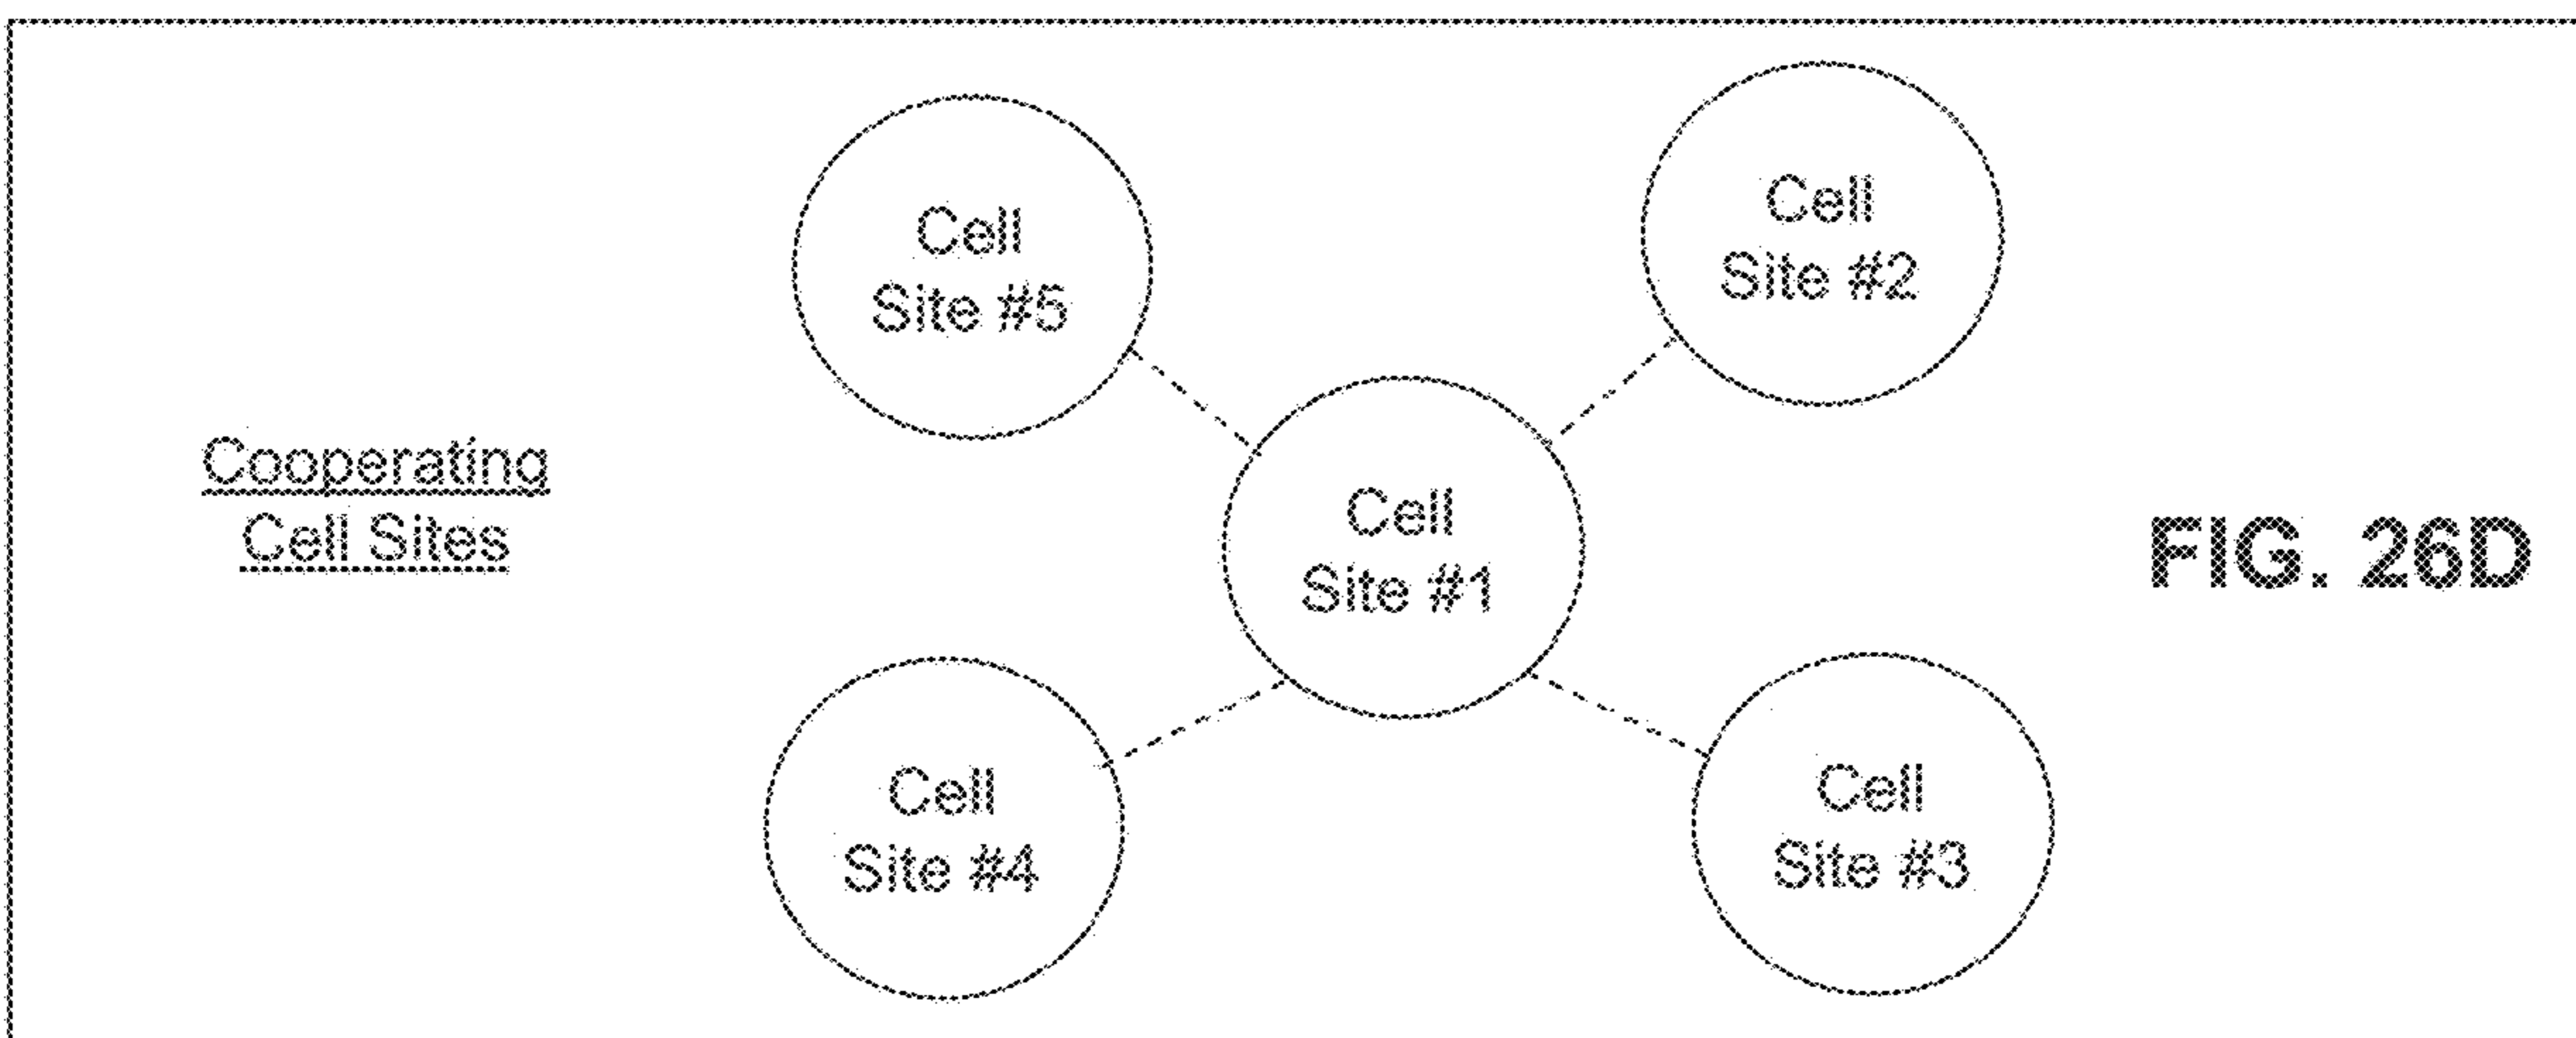 Cell
Site #5
Cell
Site #2
Cooperating
Cell Sites
Cell
Site #1
FIG. 26D
Cell
Site #4
Cell
Site #3